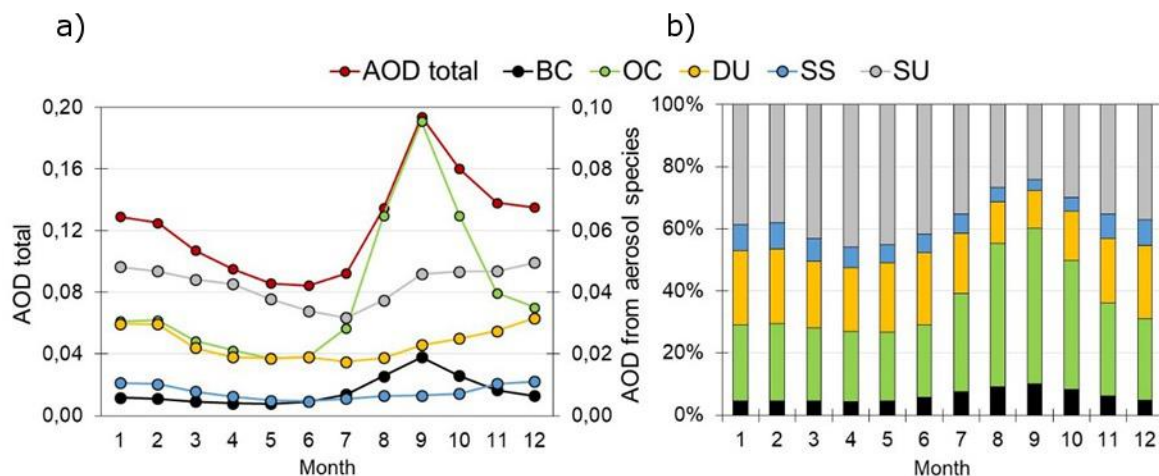 a) b)
AOD total BC OC DU SS SU
0,20 0,10 100%
0,16 0,08 80%
0,12 0,06 60%
0,08 0,04 40%
0,04 0,02 20%
0,00 0,00 0%
AOD total
AOD from aerosol species
1 2 3 4 5 6 7 8 9 10 11 12
Month
1 2 3 4 5 6 7 8 9 10 11 12
Month